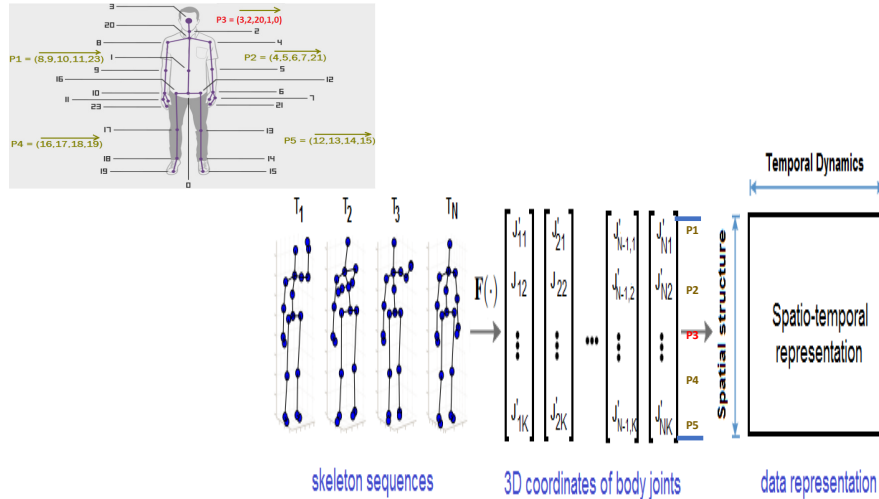 3
P3 = (3,2,20,1,0)
20
2
8
4
P1 = (8,9,10,11,23)
P2 = (4,5,6,7,21)
1
9
5
16
12
10
6
11
7
23
21
P4 = (16,17,18,19)
17
13
P5 = (12,13,14,15)
18
14
19
15
0
T1
T2
T3
TN
F(·)
J'11
J'21
J'N-1,1
J'N1
J12
J22
J'N-1,2
J'N2
J'1K
J'2K
J'N-1,K
J'NK
P1
P2
P3
P4
P5
Temporal Dynamics
Spatial structure
Spatio-temporal
representation
skeleton sequences
3D coordinates of body joints
data representation